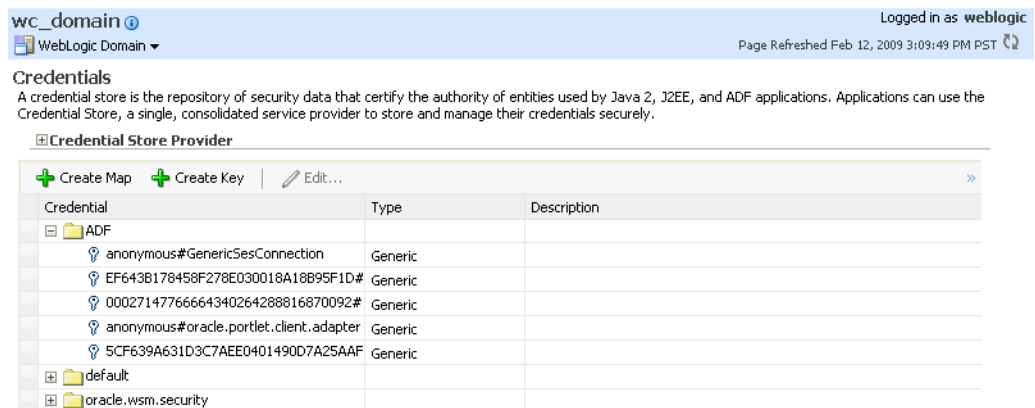 wc_domain
Logged in as weblogic
WebLogic Domain
Page Refreshed Feb 12, 2009 3:09:49 PM PST
Credentials
A credential store is the repository of security data that certify the authority of entities used by Java 2, J2EE, and ADF applications. Applications can use the
Credential Store, a single, consolidated service provider to store and manage their credentials securely.
Credential Store Provider
Create Map Create Key Edit... »
Credential Type Description
ADF
anonymous#GenericSesConnection Generic
EF643B178458F278E030018A18B95F1D# Generic
00027147766664340264288816870092# Generic
anonymous#oracle.portlet.client.adapter Generic
5CF639A631D3C7AEE0401490D7A25AAF Generic
default
oracle.wsm.security